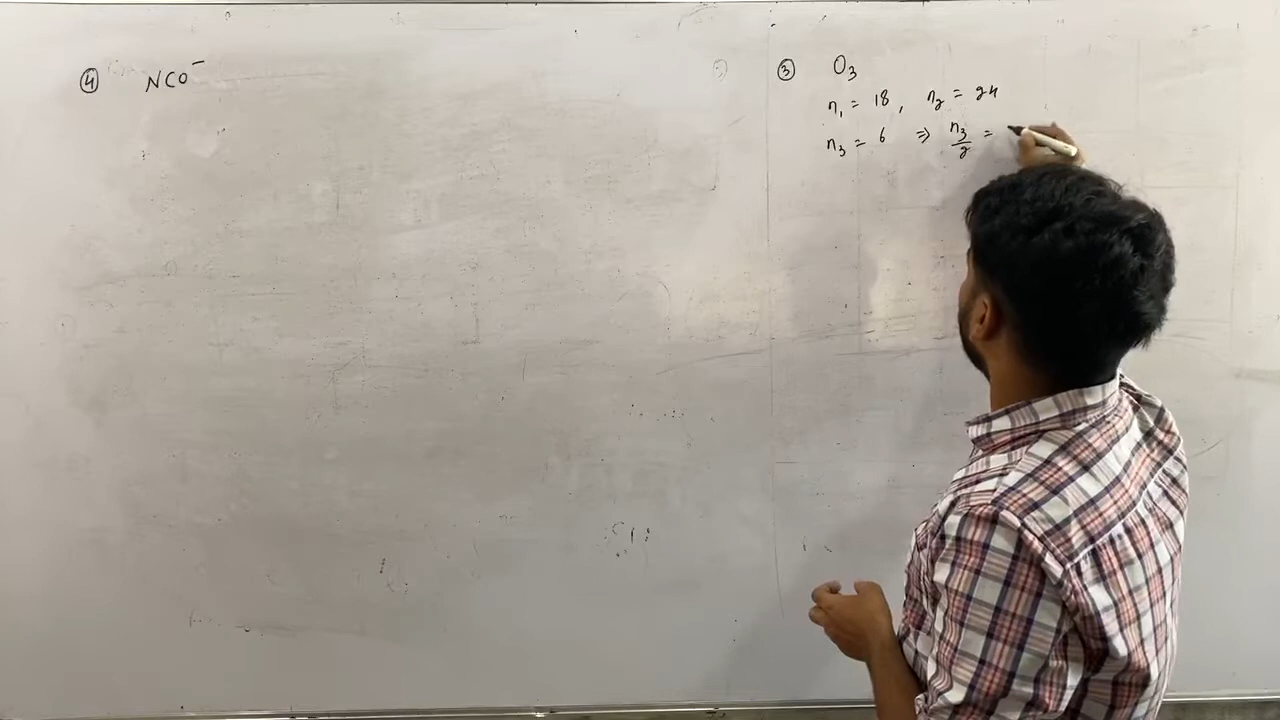 ④ NCO⁻
③ O₃
n₁ = 18, n₂ = 24
n₃ = 6 ⇒ n₃/2 =